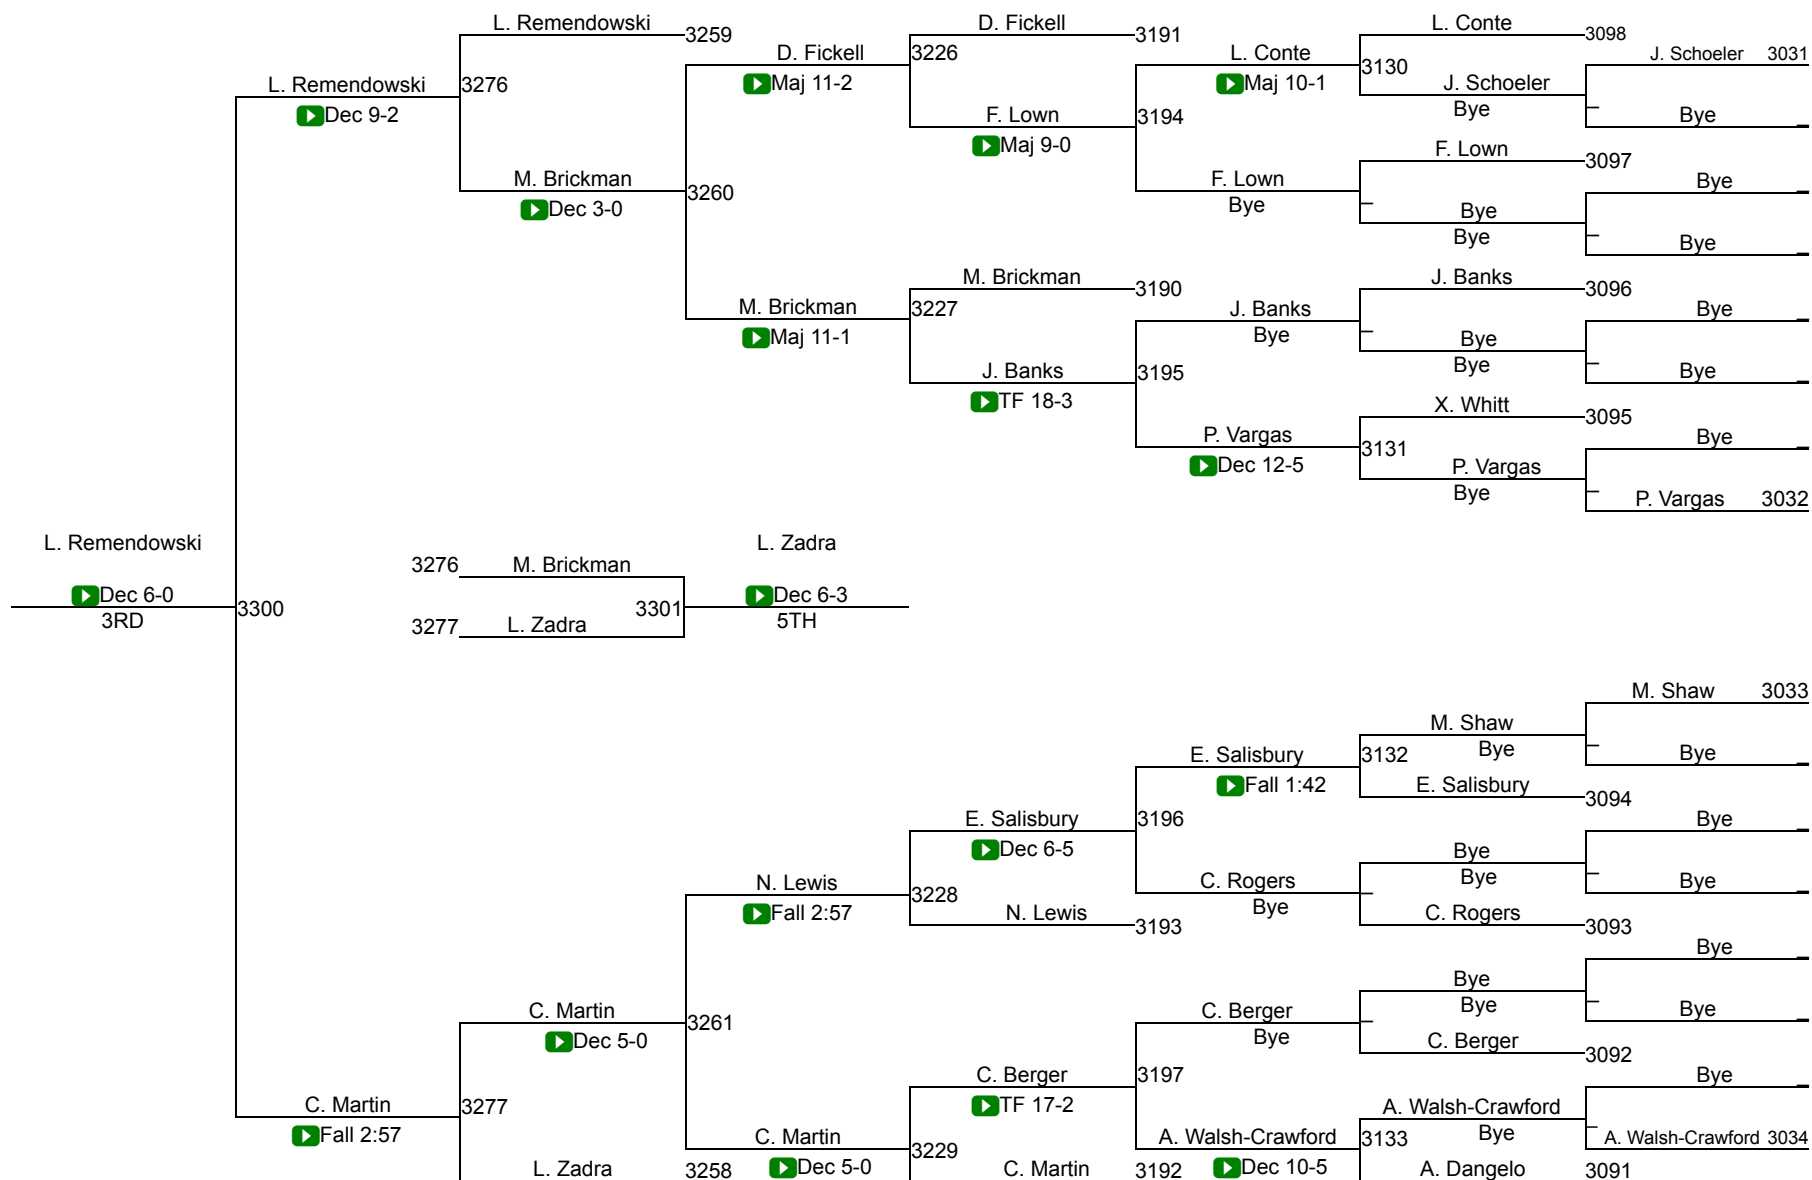 L. Remendowski
3259
D. Fickell
3191
L. Conte
3098
J. Schoeler 3031
D. Fickell
3226
L. Conte
3130
Maj 11-2
Maj 10-1
L. Remendowski
3276
J. Schoeler
Bye
Bye
Dec 9-2
F. Lown
3194
Maj 9-0
F. Lown
3097
M. Brickman
3260
F. Lown
Bye
Dec 3-0
Bye
Bye
Bye
Bye
M. Brickman
3190
J. Banks
3096
M. Brickman
3227
J. Banks
Bye
Maj 11-1
Bye
Bye
Bye
J. Banks
3195
Bye
TF 18-3
X. Whitt
3095
P. Vargas
3131
Bye
Dec 12-5
P. Vargas
Bye
P. Vargas 3032
L. Remendowski
L. Zadra
3276 M. Brickman
Dec 6-0
3300
3301
Dec 6-3
3RD
5TH
3277 L. Zadra
M. Shaw 3033
M. Shaw
Bye
E. Salisbury
3132
Bye
Fall 1:42
E. Salisbury
3094
E. Salisbury
3196
Bye
Dec 6-5
Bye
N. Lewis
3228
C. Rogers
Bye
Bye
Fall 2:57
Bye
N. Lewis
3193
C. Rogers
3093
Bye
Bye
C. Martin
3261
C. Berger
Bye
Bye
Dec 5-0
Bye
C. Berger
3092
C. Berger
3197
Bye
C. Martin
3277
TF 17-2
A. Walsh-Crawford
Fall 2:57
C. Martin
3229
A. Walsh-Crawford
3133
Bye
A. Walsh-Crawford 3034
L. Zadra
3258
Dec 5-0
C. Martin
3192
Dec 10-5
A. Dangelo
3091